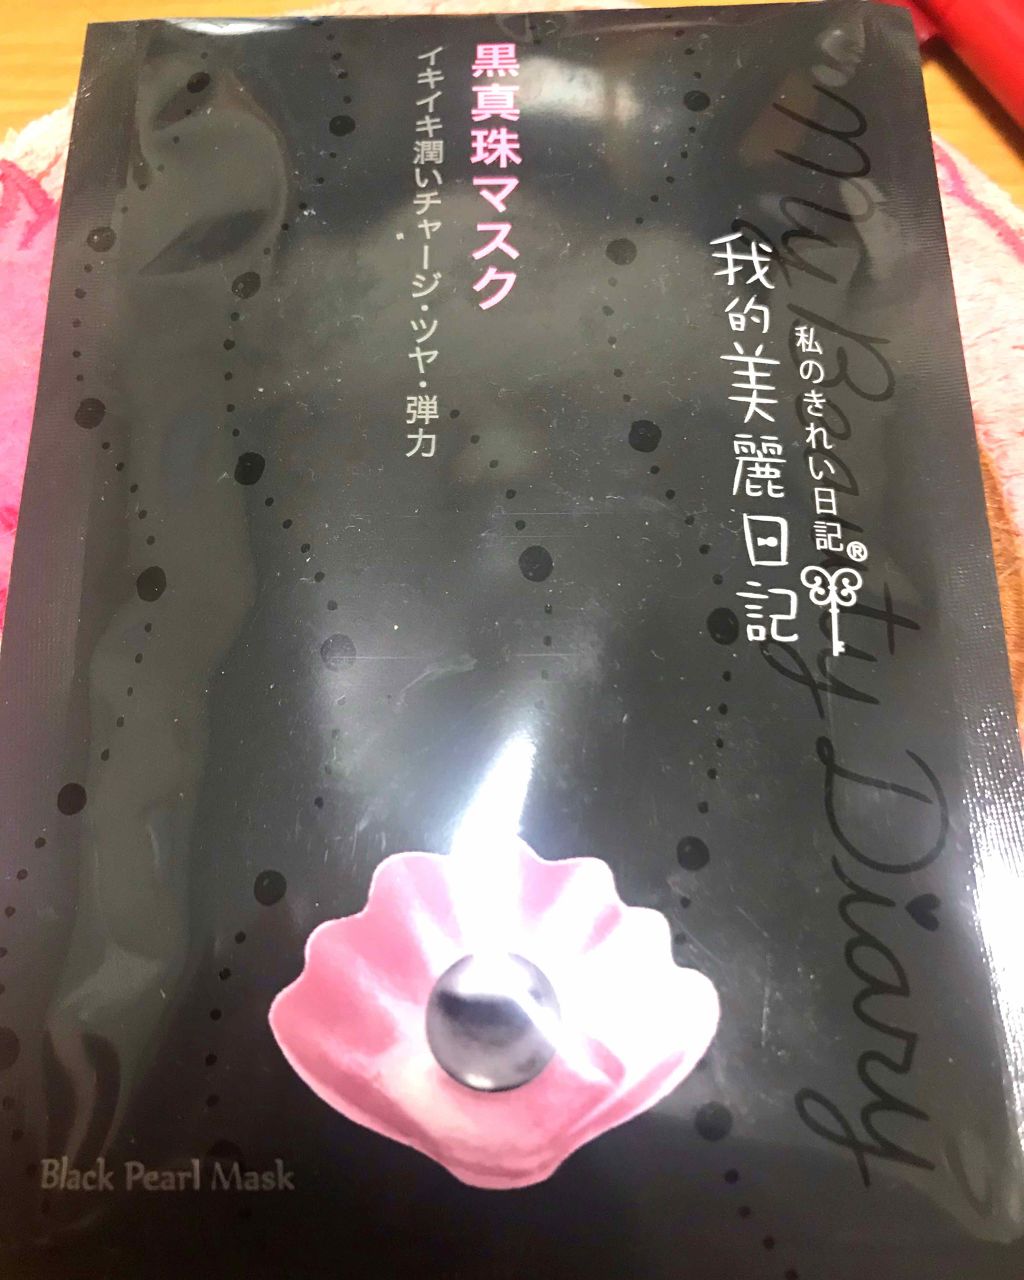 my Beauty Diary
私のきれい日記®
我的美麗日記
黒真珠マスク
イキイキ潤いチャージ・ツヤ・弾力
Black Pearl Mask